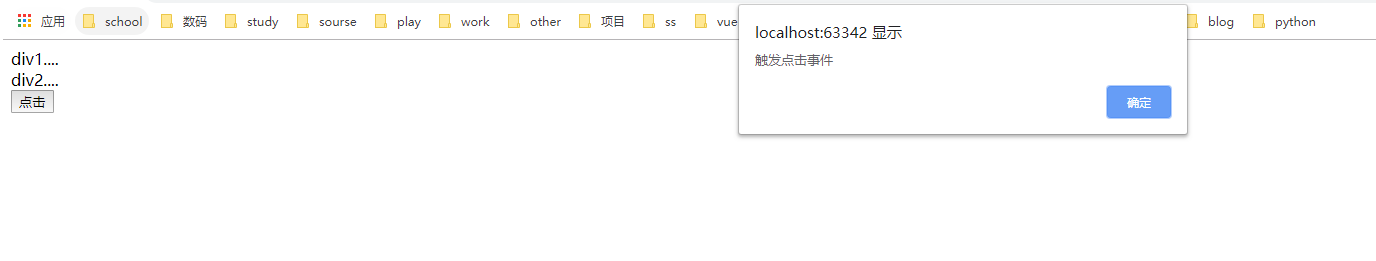 应用 school 数码 study sourse play work other 项目 ss vue blog python
localhost:63342 显示
触发点击事件
确定
div1....
div2....
点击